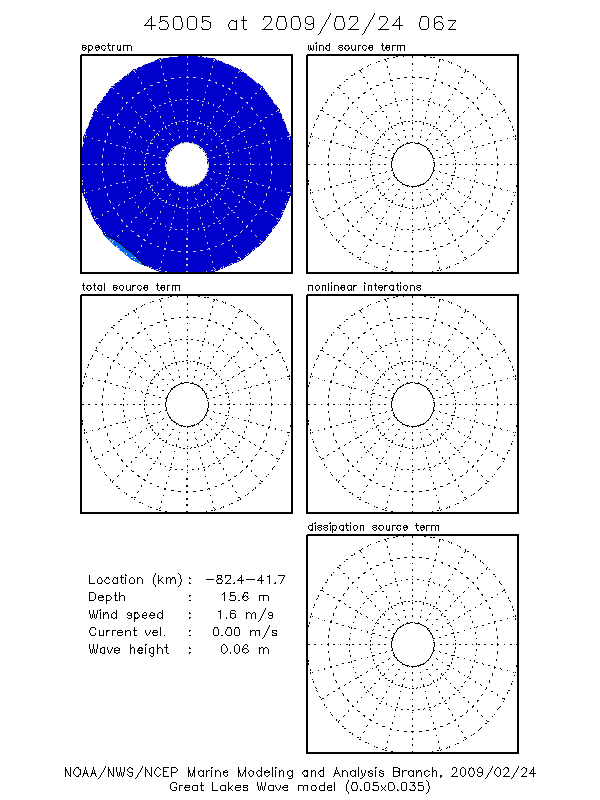 45005 at 2009/02/24 06z
spectrum
wind source term
total source term
nonlinear interations
dissipation source term
Location (km) : -82.4-41.7
Depth : 15.6 m
Wind speed : 1.6 m/s
Current vel. : 0.00 m/s
Wave height : 0.06 m
NOAA/NWS/NCEP Marine Modeling and Analysis Branch, 2009/02/24
Great Lakes Wave model (0.05x0.035)